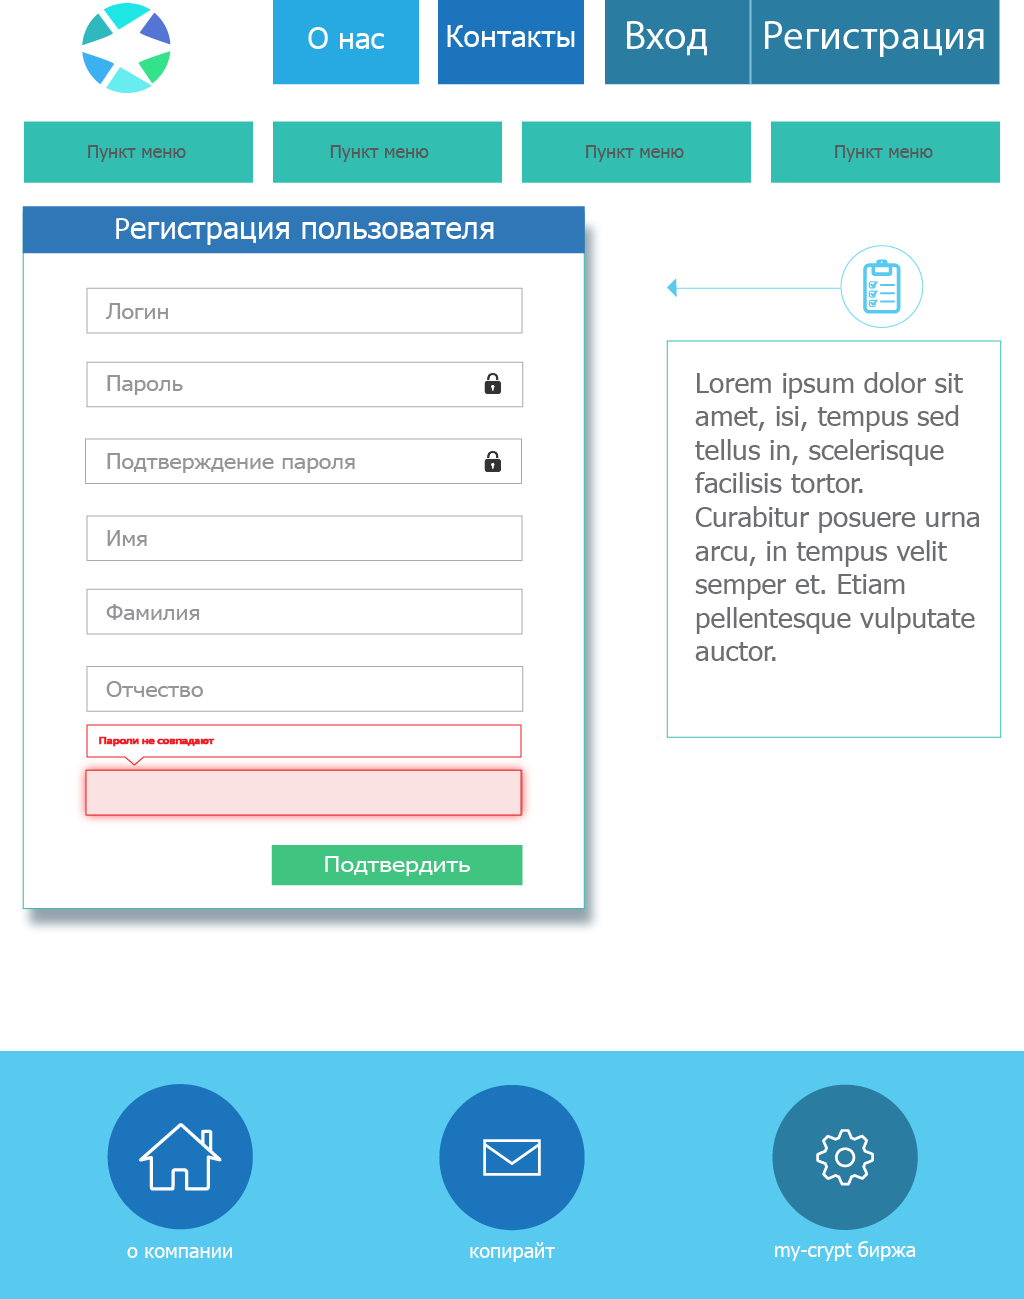 О нас
Контакты
Вход
Регистрация
Пункт меню
Пункт меню
Пункт меню
Пункт меню
Регистрация пользователя
Логин
Пароль
Подтверждение пароля
Имя
Фамилия
Отчество
Пароли не совпадают
Подтвердить
Lorem ipsum dolor sit
amet, isi, tempus sed
tellus in, scelerisque
facilisis tortor.
Curabitur posuere urna
arcu, in tempus velit
semper et. Etiam
pellentesque vulputate
auctor.
о компании
копирайт
my-crypt биржа